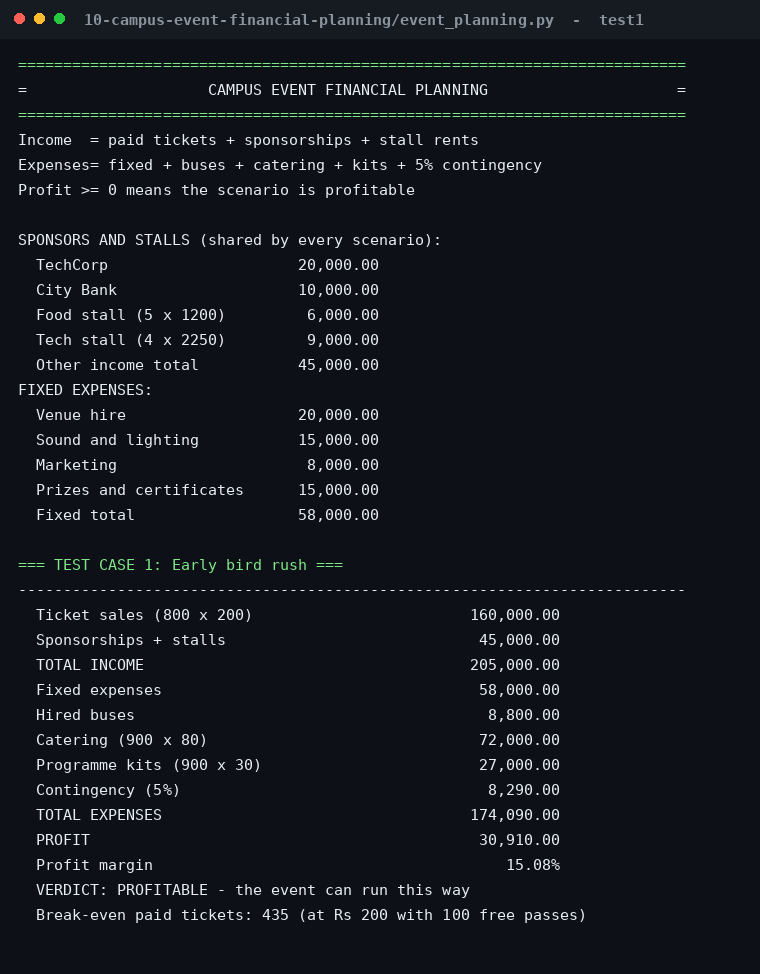 10-campus-event-financial-planning/event_planning.py - test1
==========================================================================
= CAMPUS EVENT FINANCIAL PLANNING =
==========================================================================
Income = paid tickets + sponsorships + stall rents
Expenses= fixed + buses + catering + kits + 5% contingency
Profit >= 0 means the scenario is profitable
SPONSORS AND STALLS (shared by every scenario):
TechCorp 20,000.00
City Bank 10,000.00
Food stall (5 x 1200) 6,000.00
Tech stall (4 x 2250) 9,000.00
Other income total 45,000.00
FIXED EXPENSES:
Venue hire 20,000.00
Sound and lighting 15,000.00
Marketing 8,000.00
Prizes and certificates 15,000.00
Fixed total 58,000.00
=== TEST CASE 1: Early bird rush ===
--------------------------------------------------------------------------
Ticket sales (800 x 200) 160,000.00
Sponsorships + stalls 45,000.00
TOTAL INCOME 205,000.00
Fixed expenses 58,000.00
Hired buses 8,800.00
Catering (900 x 80) 72,000.00
Programme kits (900 x 30) 27,000.00
Contingency (5%) 8,290.00
TOTAL EXPENSES 174,090.00
PROFIT 30,910.00
Profit margin 15.08%
VERDICT: PROFITABLE - the event can run this way
Break-even paid tickets: 435 (at Rs 200 with 100 free passes)